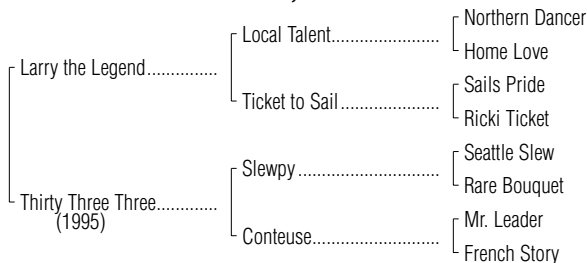 Northern Dancer
Local Talent........................
Home Love
Larry the Legend...............
Sails Pride
Ticket to Sail......................
Ricki Ticket
Seattle Slew
Slewpy...............................
Rare Bouquet
Thirty Three Three.............
(1995)
Mr. Leader
Conteuse............................
French Story